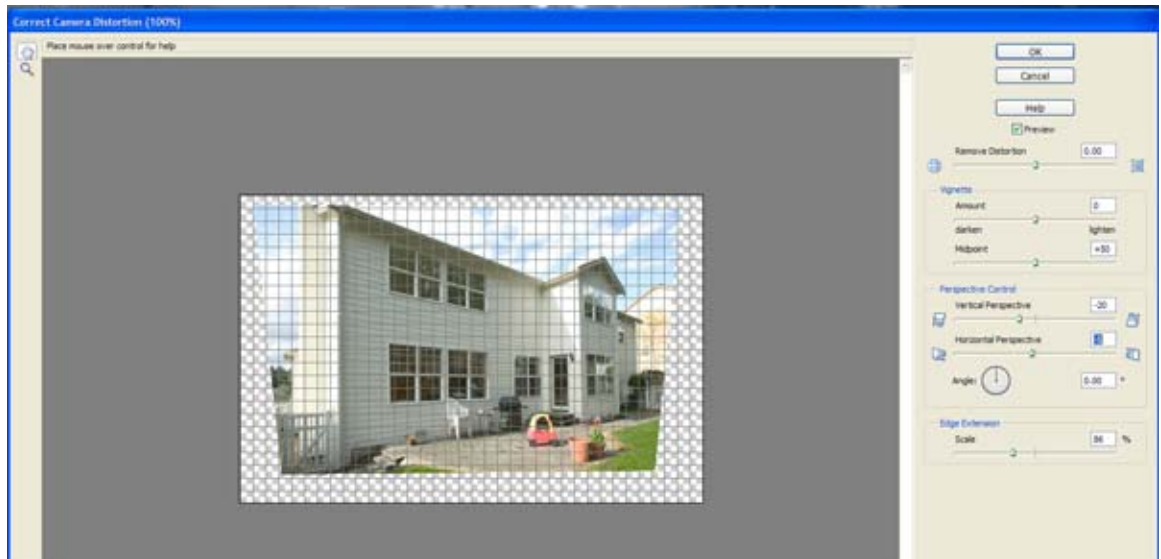 Correct Camera Distortion (100%)
Place mouse over control for help
OK
Cancel
Help
Preview
Remove Distortion 0.00
Vignette
Amount 0
darken lighten
Midpoint +50
Perspective Control
Vertical Perspective -20
Horizontal Perspective
Angle: 0.00 °
Edge Extension
Scale 86 %